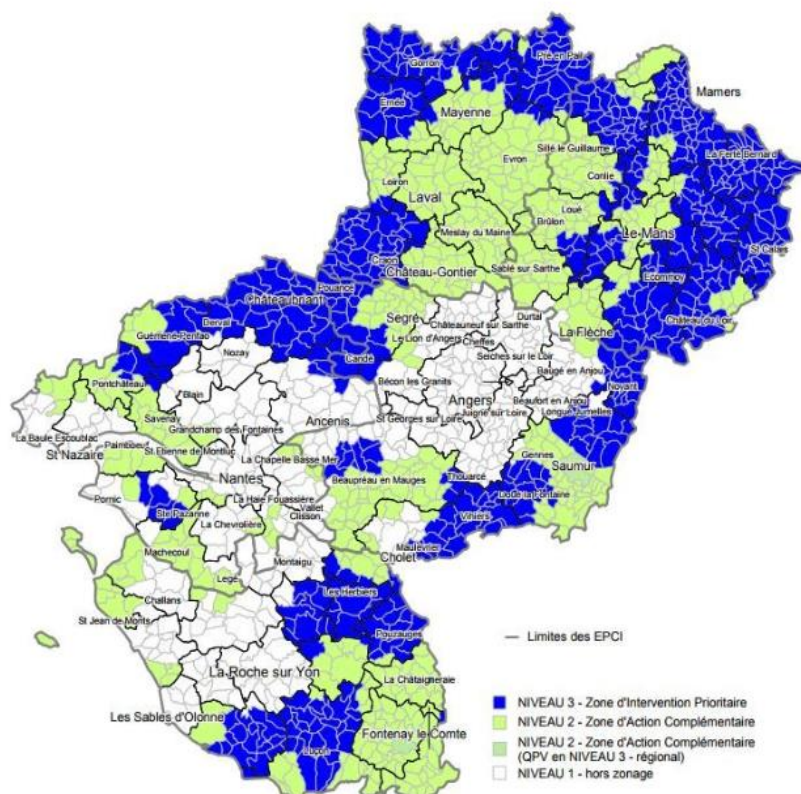 Gorron
Pré en Pail
Ernée
Mamers
Mayenne
La Ferté Bernard
Sillé le Guillaume
Evron
Conlie
Loiron
Laval
Loué
Brûlon
Le Mans
Meslay du Maine
St Calais
Craon
Ecommoy
Château-Gontier
Sablé sur Sarthe
Pouancé
Châteaubriant
Château du Loir
Segré
Durtal
La Flèche
Derval
Châteauneuf sur Sarthe
Guémené-Penfao
Le Lion d'Angers
Cheffes
Candé
Seiches sur le Loir
Nozay
Baugé en Anjou
Bécon les Granits
Noyant
Pontchâteau
Blain
Angers
Beaufort en Anjou
Ancenis
St Georges sur Loire
Juigné sur Loire
Longué Jumelles
Savenay
Grandchamp des Fontaines
La Baule Escoublac
Paimboeuf
St Etienne de Montluc
St Nazaire
La Chapelle Basse Mer
Gennes
Saumur
Nantes
Beaupréau en Mauges
Thouarcé
Doué la Fontaine
Pornic
La Haie Fouassière
Vallet
Ste Pazanne
Clisson
Vihiers
La Chevrolière
Maulévrier
Machecoul
Cholet
Montaigu
Legé
Les Herbiers
Challans
St Jean de Monts
Pouzauges
Limites des EPCI
La Roche sur Yon
La Châtaigneraie
NIVEAU 3 - Zone d'Intervention Prioritaire
Les Sables d'Olonne
NIVEAU 2 - Zone d'Action Complémentaire
Fontenay le Comte
NIVEAU 2 - Zone d'Action Complémentaire
(QPV en NIVEAU 3 - régional)
Luçon
NIVEAU 1 - hors zonage